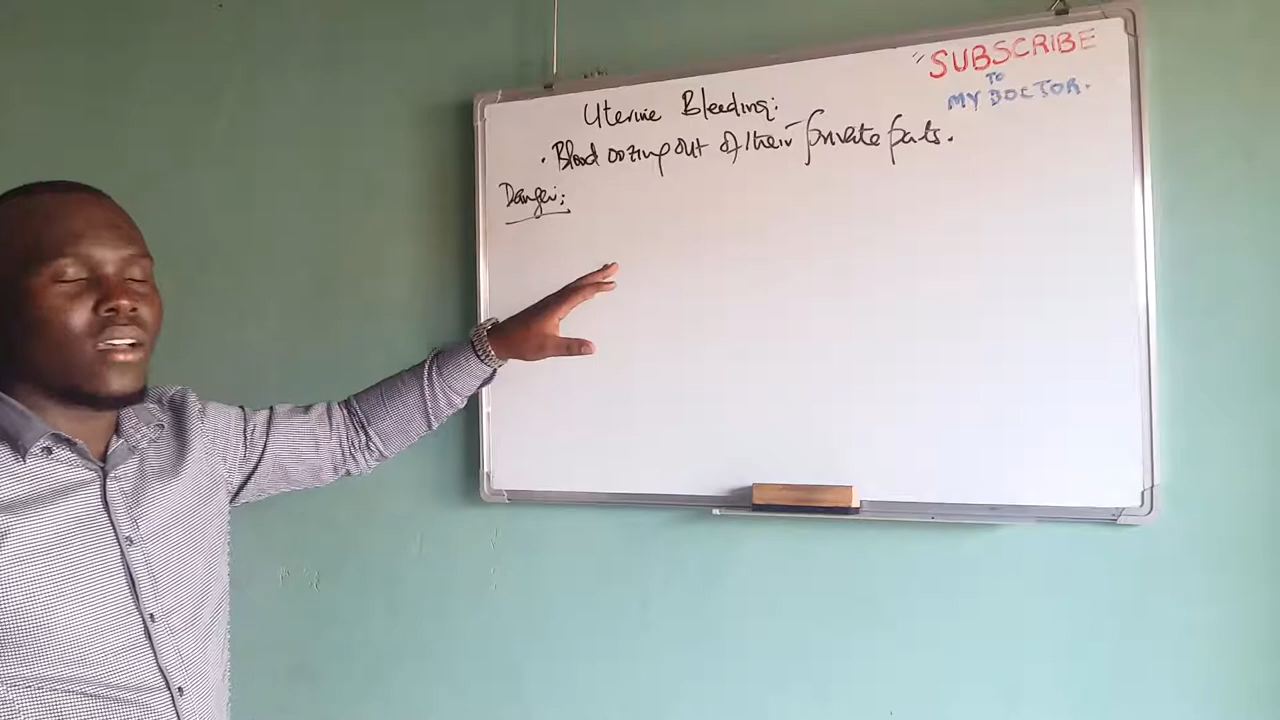 "SUBSCRIBE
TO
MY DOCTOR.
Uterine Bleeding:
• Blood oozing out of their private parts.
Danger: